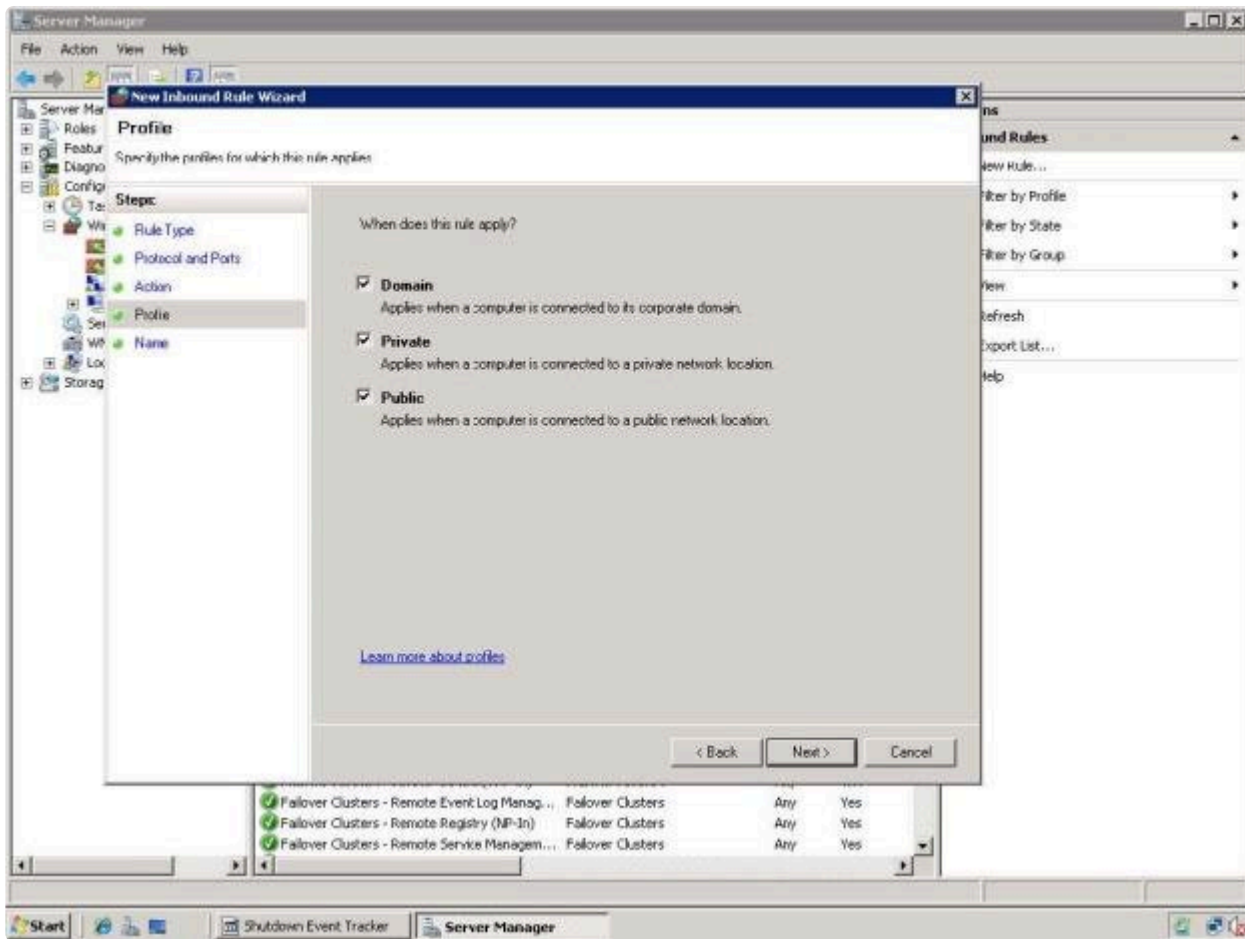 Server Manager
File Action View Help
New Inbound Rule Wizard
Profile
Specify the profiles for which this rule applies
Steps:
Rule Type
Protocol and Ports
Action
Profile
Name
When does this rule apply?
Domain
Applies when a computer is connected to its corporate domain.
Private
Applies when a computer is connected to a private network location.
Public
Applies when a computer is connected to a public network location.
Learn more about profiles
< Back Next > Cancel
Server Mar
Roles
Featur
Diagno
Config
Ta
Wi
Ser
WM
Loc
Storag
ns
und Rules
New Rule...
Filter by Profile
Filter by State
Filter by Group
View
Refresh
Export List...
Help
Failover Clusters - Remote Event Log Manag... Failover Clusters Any Yes
Failover Clusters - Remote Registry (NP-In) Failover Clusters Any Yes
Failover Clusters - Remote Service Managem... Failover Clusters Any Yes
Start Shutdown Event Tracker Server Manager